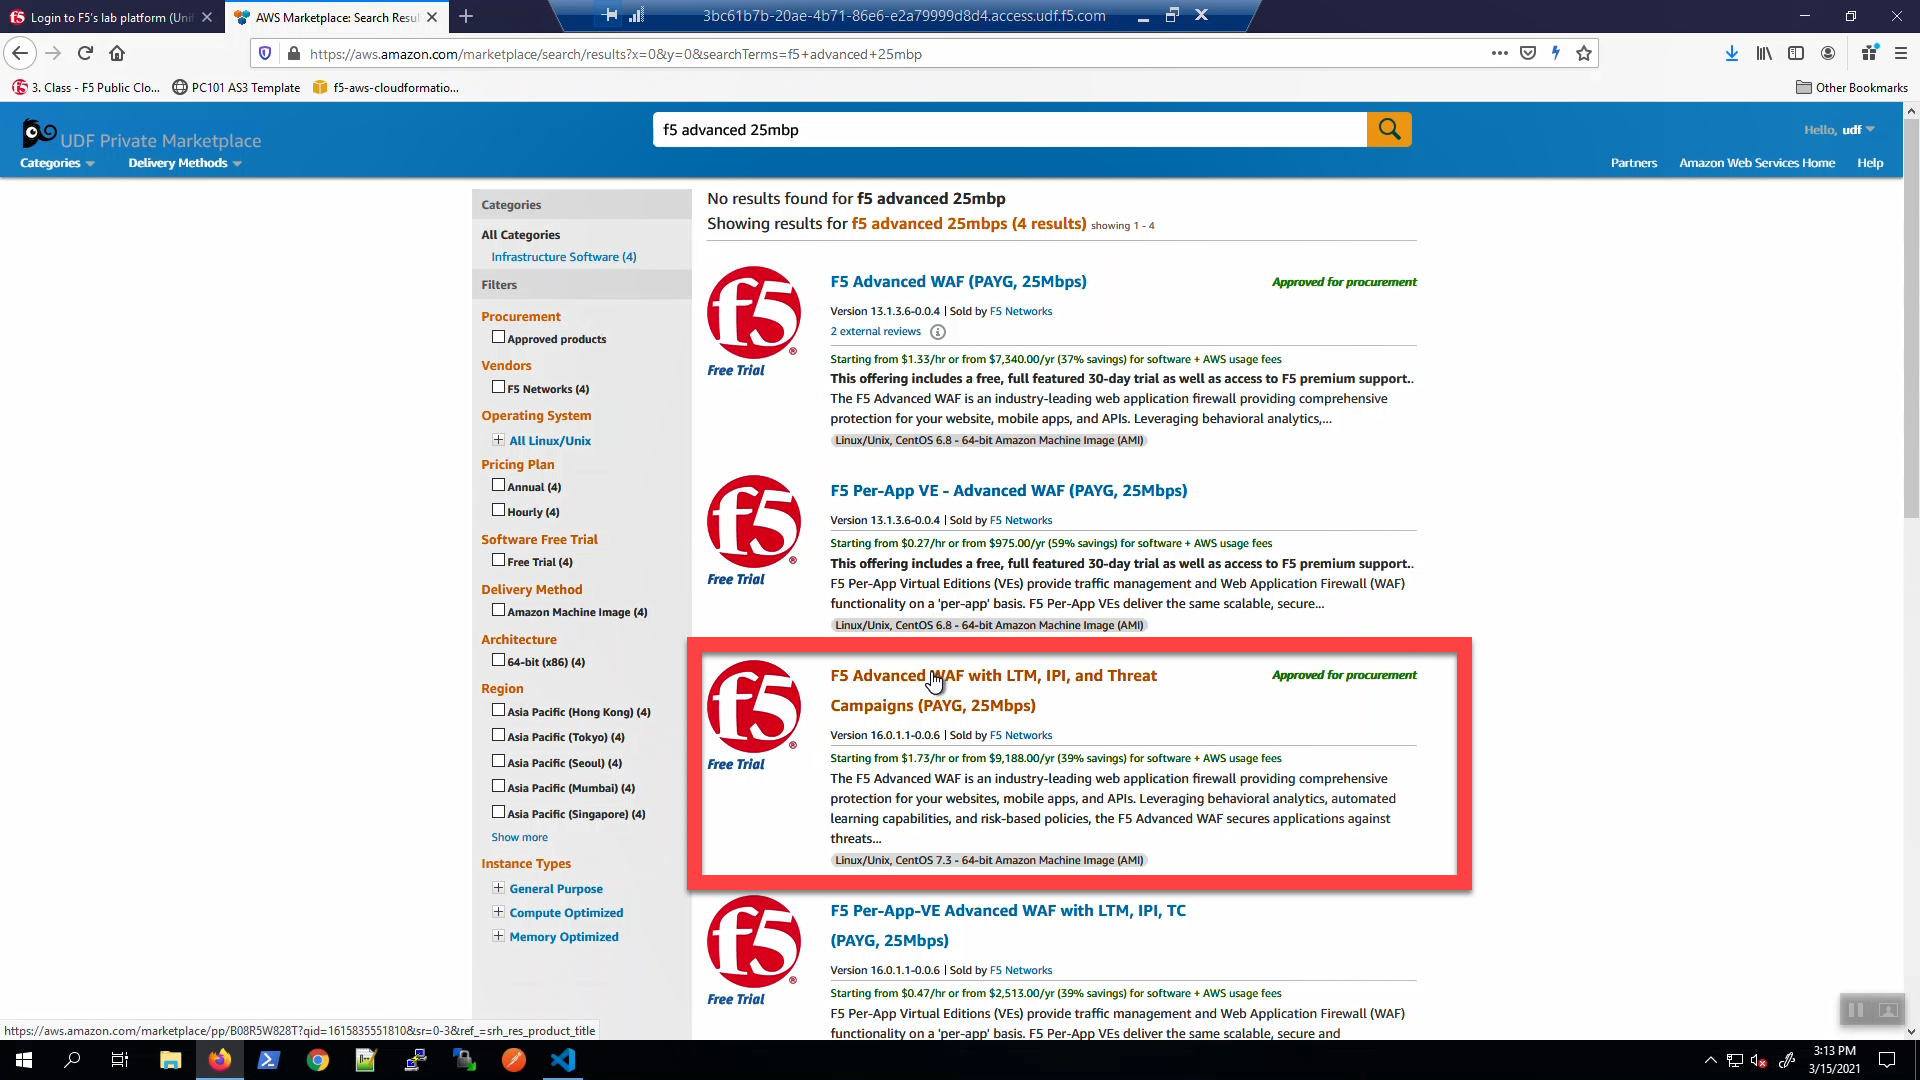 Login to F5's lab platform (Unif
AWS Marketplace: Search Resul
3bc61b7b-20ae-4b71-86e6-e2a79999d8d4.access.udf.f5.com
https://aws.amazon.com/marketplace/search/results?x=0&y=0&searchTerms=f5+advanced+25mbp
3. Class - F5 Public Clo...
PC101 AS3 Template
f5-aws-cloudformatio...
Other Bookmarks
UDF Private Marketplace
f5 advanced 25mbp
Hello, udf
Categories
Delivery Methods
Partners
Amazon Web Services Home
Help
Categories
All Categories
Infrastructure Software (4)
Filters
Procurement
Approved products
Vendors
F5 Networks (4)
Operating System
All Linux/Unix
Pricing Plan
Annual (4)
Hourly (4)
Software Free Trial
Free Trial (4)
Delivery Method
Amazon Machine Image (4)
Architecture
64-bit (x86) (4)
Region
Asia Pacific (Hong Kong) (4)
Asia Pacific (Tokyo) (4)
Asia Pacific (Seoul) (4)
Asia Pacific (Mumbai) (4)
Asia Pacific (Singapore) (4)
Show more
Instance Types
General Purpose
Compute Optimized
Memory Optimized
No results found for f5 advanced 25mbp
Showing results for f5 advanced 25mbps (4 results) showing 1 - 4
f5
Free Trial
F5 Advanced WAF (PAYG, 25Mbps)
Approved for procurement
Version 13.1.3.6-0.0.4 | Sold by F5 Networks
2 external reviews
Starting from $1.33/hr or from $7,340.00/yr (37% savings) for software + AWS usage fees
This offering includes a free, full featured 30-day trial as well as access to F5 premium support..
The F5 Advanced WAF is an industry-leading web application firewall providing comprehensive
protection for your website, mobile apps, and APIs. Leveraging behavioral analytics,...
Linux/Unix, CentOS 6.8 - 64-bit Amazon Machine Image (AMI)
f5
Free Trial
F5 Per-App VE - Advanced WAF (PAYG, 25Mbps)
Version 13.1.3.6-0.0.4 | Sold by F5 Networks
Starting from $0.27/hr or from $975.00/yr (59% savings) for software + AWS usage fees
This offering includes a free, full featured 30-day trial as well as access to F5 premium support..
F5 Per-App Virtual Editions (VEs) provide traffic management and Web Application Firewall (WAF)
functionality on a 'per-app' basis. F5 Per-App VEs deliver the same scalable, secure...
Linux/Unix, CentOS 6.8 - 64-bit Amazon Machine Image (AMI)
f5
Free Trial
F5 Advanced WAF with LTM, IPI, and Threat
Campaigns (PAYG, 25Mbps)
Approved for procurement
Version 16.0.1.1-0.0.6 | Sold by F5 Networks
Starting from $1.73/hr or from $9,188.00/yr (39% savings) for software + AWS usage fees
The F5 Advanced WAF is an industry-leading web application firewall providing comprehensive
protection for your websites, mobile apps, and APIs. Leveraging behavioral analytics, automated
learning capabilities, and risk-based policies, the F5 Advanced WAF secures applications against
threats...
Linux/Unix, CentOS 7.3 - 64-bit Amazon Machine Image (AMI)
f5
Free Trial
F5 Per-App-VE Advanced WAF with LTM, IPI, TC
(PAYG, 25Mbps)
Version 16.0.1.1-0.0.6 | Sold by F5 Networks
Starting from $0.47/hr or from $2,513.00/yr (39% savings) for software + AWS usage fees
F5 Per-App Virtual Editions (VEs) provide traffic management and Web Application Firewall (WAF)
functionality on a 'per-app' basis. F5 Per-App VEs deliver the same scalable, secure and
https://aws.amazon.com/marketplace/pp/B08R5W828T?qid=1615835551810&sr=0-3&ref_=srh_res_product_title
3:13 PM
3/15/2021